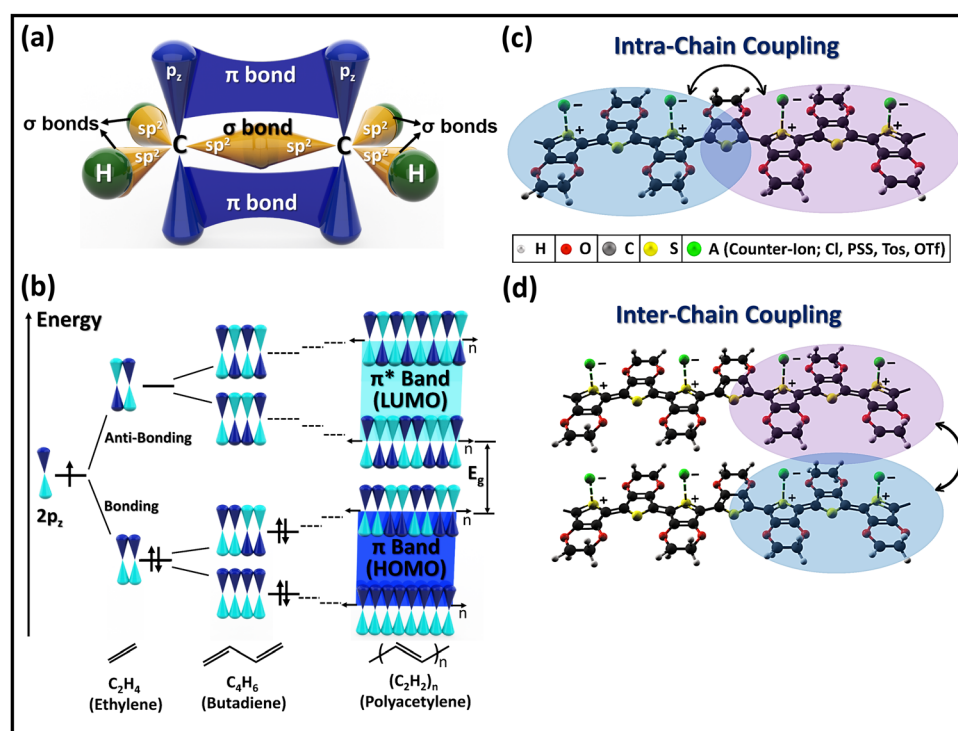 (a)
p_z
π bond
p_z
σ bonds
sp²
σ bond
sp²
σ bonds
C
sp²
sp²
C
H
sp²
sp²
H
π bond
(b)
Energy
Anti-Bonding
2p_z
Bonding
n
π* Band
(LUMO)
n
E_g
n
π Band
(HOMO)
n
n
C₂H₄
(Ethylene)
C₄H₆
(Butadiene)
(C₂H₂)ₙ
(Polyacetylene)
(c)
Intra-Chain Coupling
− − − −
+ + + +
H O C S A (Counter-Ion; Cl, PSS, Tos, OTf)
(d)
Inter-Chain Coupling
− − − −
+ + + +
− − − −
+ + + +